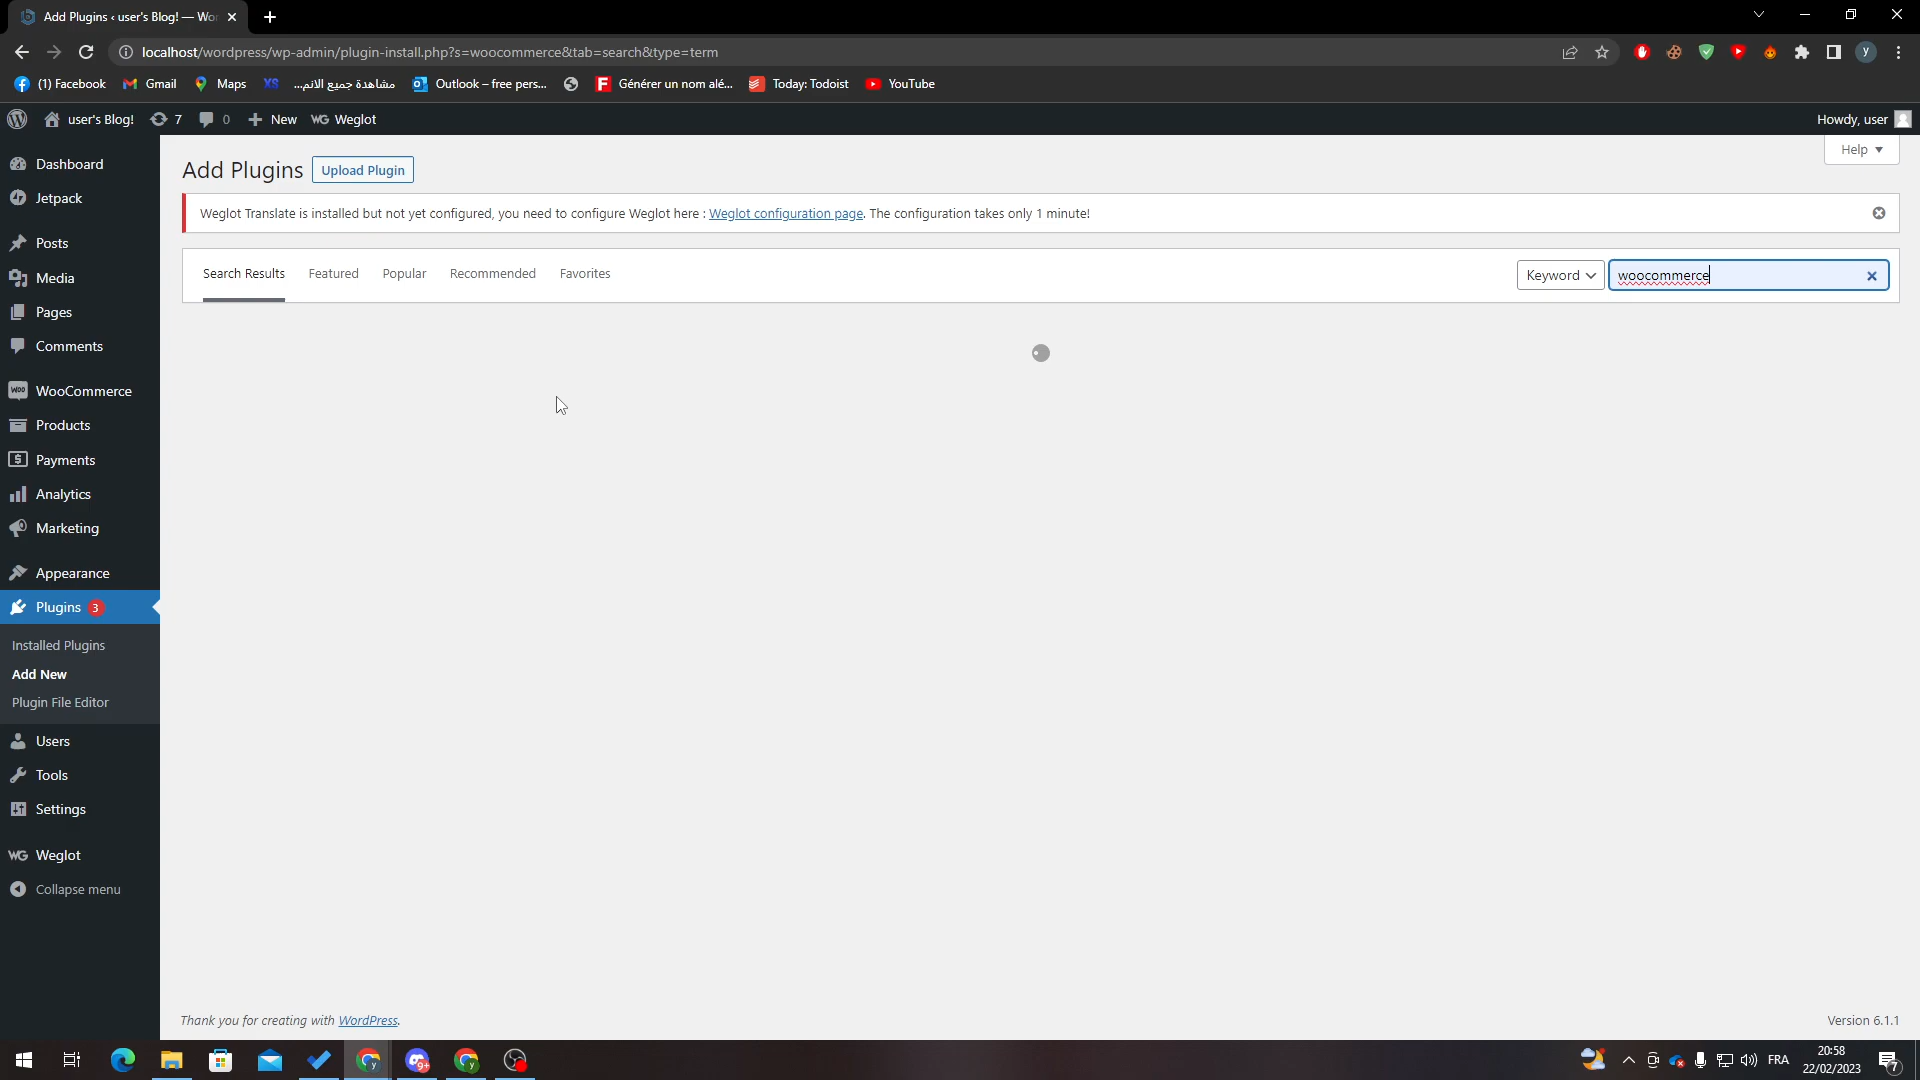 Add Plugins ‹ user's Blog! — Wor
localhost/wordpress/wp-admin/plugin-install.php?s=woocommerce&tab=search&type=term
y
(1) Facebook
Gmail
Maps
XS
مشاهدة جميع الانم...
Outlook – free pers...
F
Générer un nom alé...
Today: Todoist
YouTube
user's Blog!
7
0
New
WG Weglot
Howdy, user
Dashboard
Jetpack
Posts
Media
Pages
Comments
WOO WooCommerce
Products
Payments
Analytics
Marketing
Appearance
Plugins 3
Installed Plugins
Add New
Plugin File Editor
Users
Tools
Settings
WG Weglot
Collapse menu
Add Plugins
Upload Plugin
Help
Weglot Translate is installed but not yet configured, you need to configure Weglot here : Weglot configuration page. The configuration takes only 1 minute!
Search Results
Featured
Popular
Recommended
Favorites
Keyword
woocommerce
Thank you for creating with WordPress.
Version 6.1.1
y
9+
y
FRA
20:58
22/02/2023
7